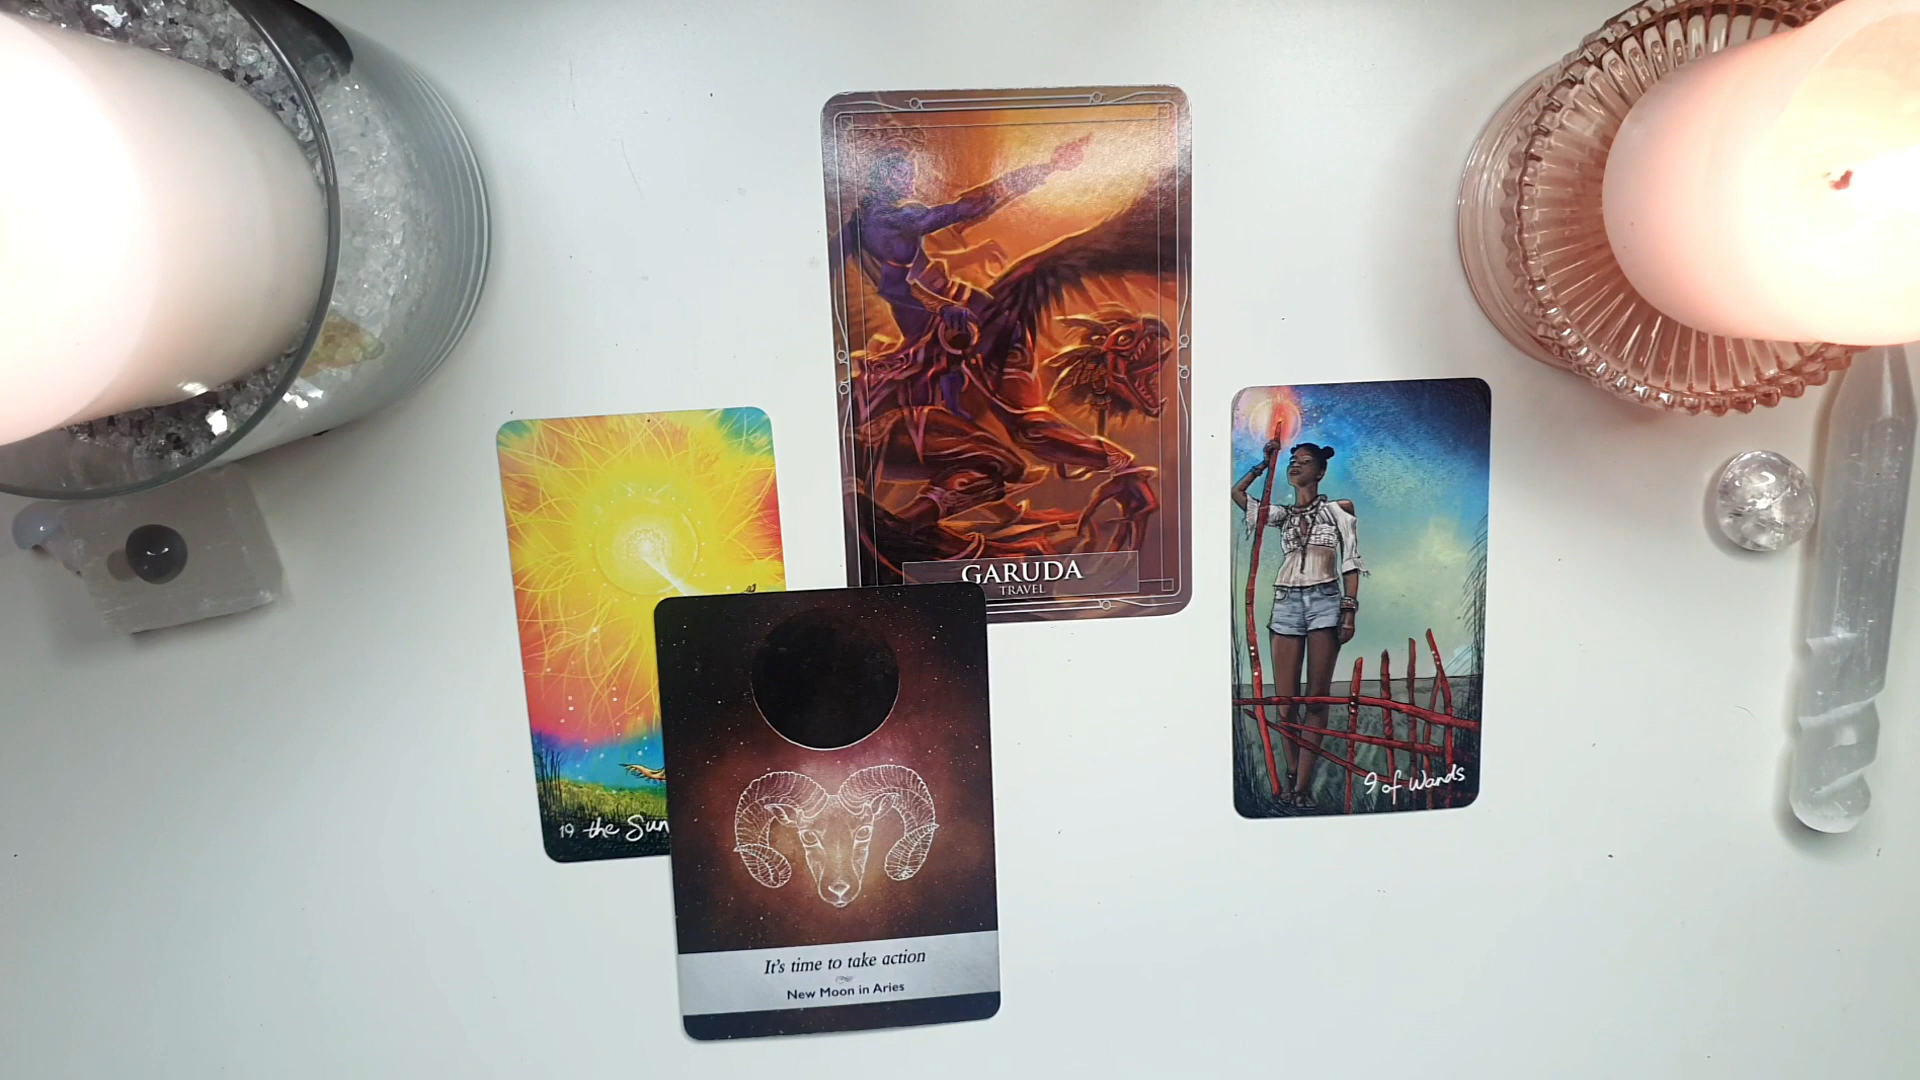 GARUDA
TRAVEL
9 of Wands
19 the Sun
It's time to take action
New Moon in Aries